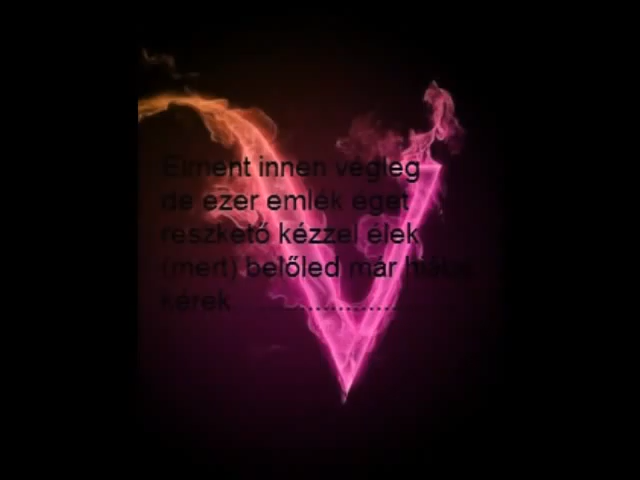 Elment innen végleg
de ezer emlék éget
reszkető kézzel élek
(mert) belőled már hiába
kérek ......................